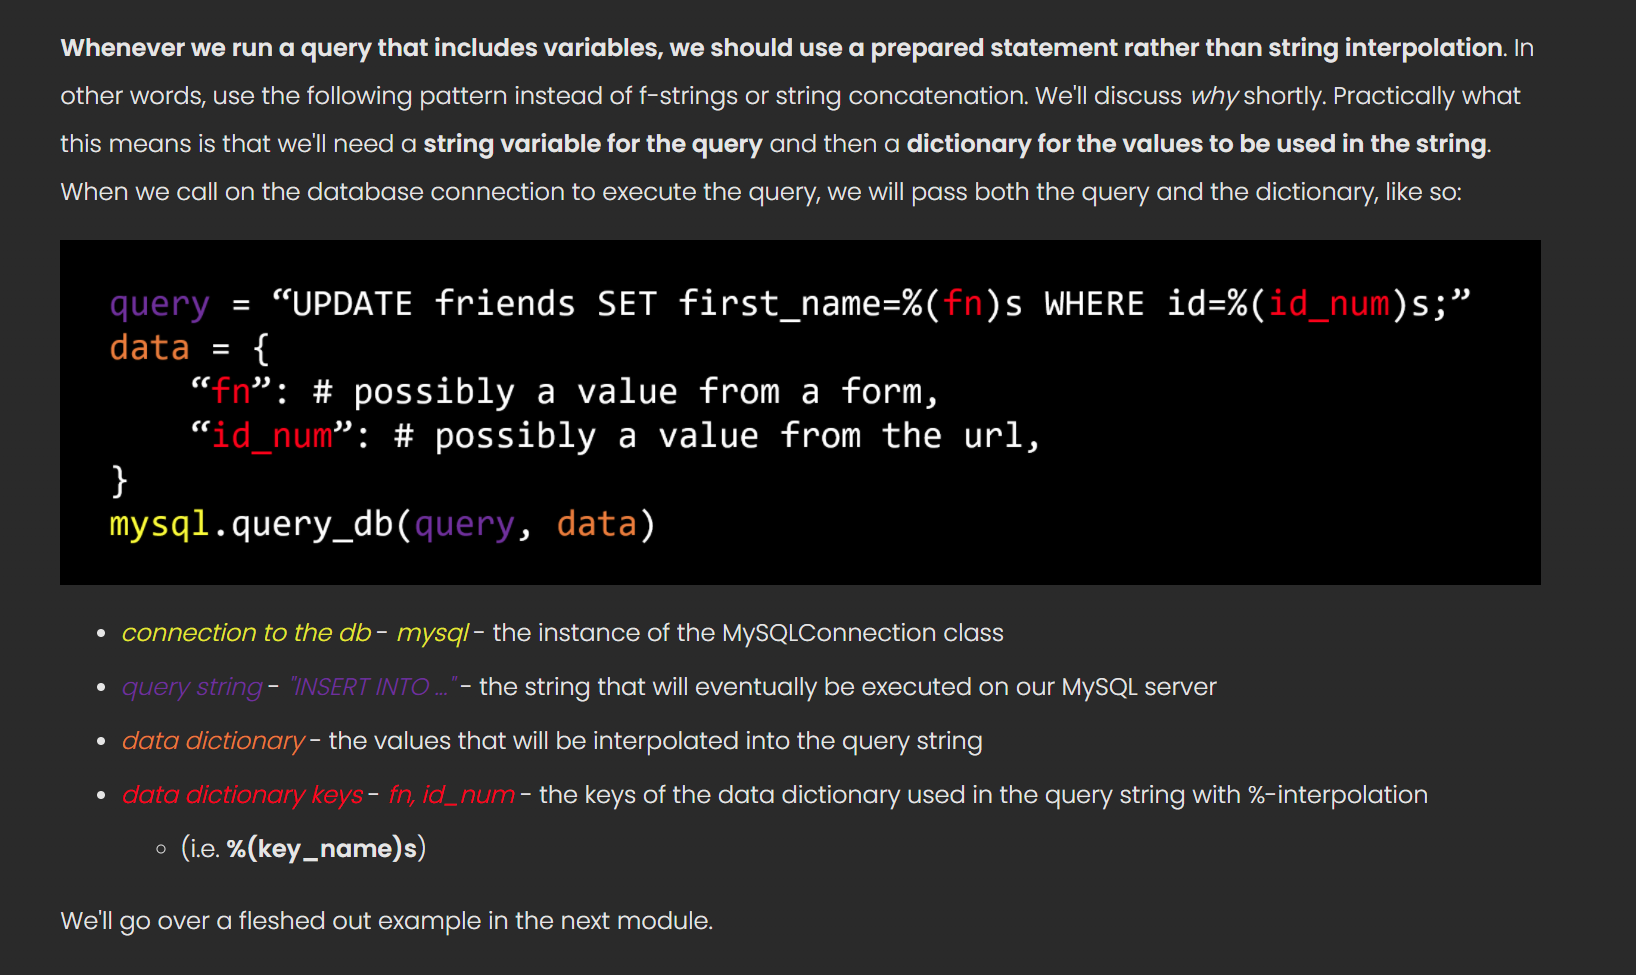 Whenever we run a query that includes variables, we should use a prepared statement rather than string interpolation. In
other words, use the following pattern instead of f-strings or string concatenation. We'll discuss why shortly. Practically what
this means is that we'll need a string variable for the query and then a dictionary for the values to be used in the string.
When we call on the database connection to execute the query, we will pass both the query and the dictionary, like so:
query = “UPDATE friends SET first_name=%(fn)s WHERE id=%(id_num)s;”
data = {
    “fn”: # possibly a value from a form,
    “id_num”: # possibly a value from the url,
}
mysql.query_db(query, data)
• connection to the db - mysql - the instance of the MySQLConnection class
• query string - "INSERT INTO ..." - the string that will eventually be executed on our MySQL server
• data dictionary - the values that will be interpolated into the query string
• data dictionary keys - fn, id_num - the keys of the data dictionary used in the query string with %-interpolation
◦ (i.e. %(key_name)s)
We'll go over a fleshed out example in the next module.